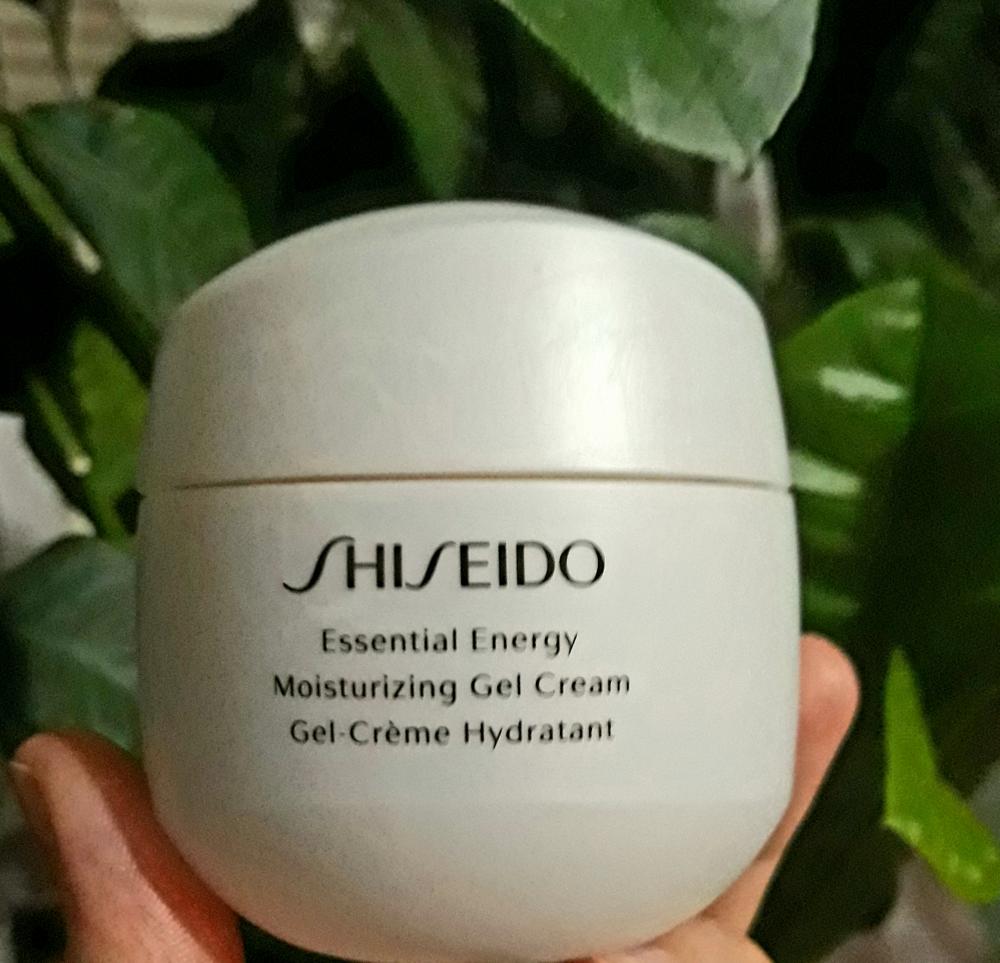 SHISEIDO
Essential Energy
Moisturizing Gel Cream
Gel-Crème Hydratant